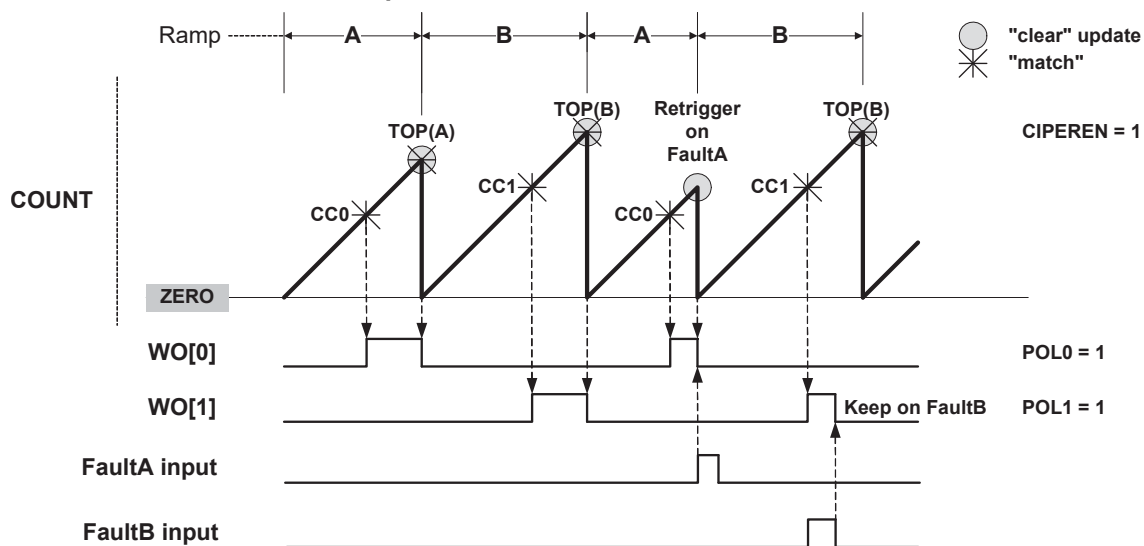 Ramp A B A B "clear" update
"match"
TOP(A) TOP(B) Retrigger on FaultA TOP(B) CIPEREN = 1
COUNT CC0 CC1 CC0 CC1
ZERO
WO[0] POL0 = 1
WO[1] Keep on FaultB POL1 = 1
FaultA input
FaultB input